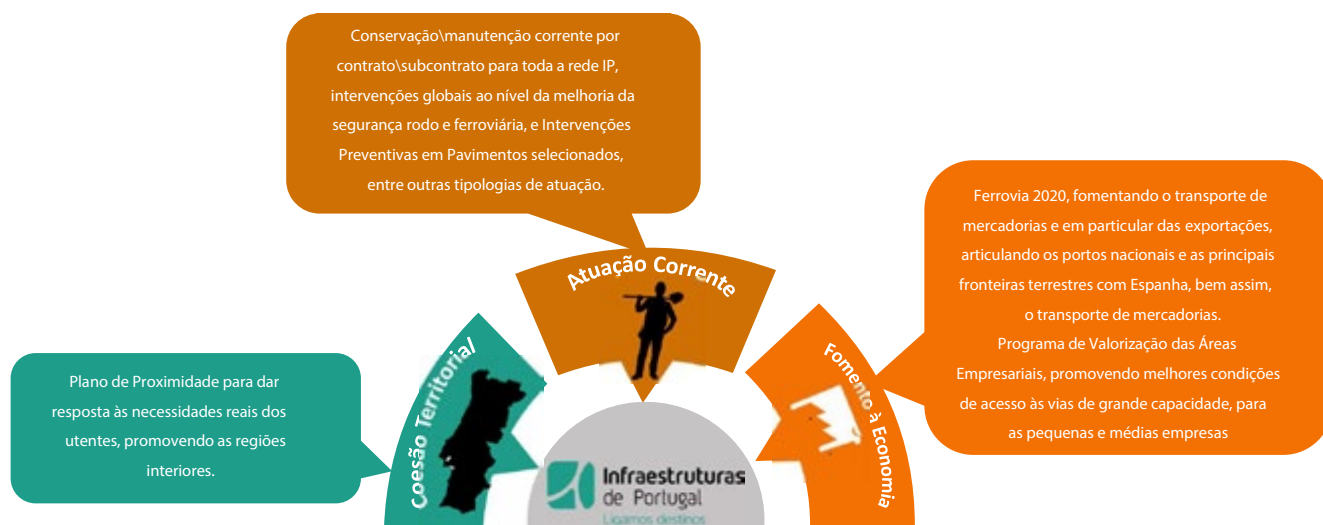 Conservação\manutenção corrente por
contrato\subcontrato para toda a rede IP,
intervenções globais ao nível da melhoria da
segurança rodo e ferroviária, e Intervenções
Preventivas em Pavimentos selecionados,
entre outras tipologias de atuação.
Ferrovia 2020, fomentando o transporte de
mercadorias e em particular das exportações,
articulando os portos nacionais e as principais
fronteiras terrestres com Espanha, bem assim,
o transporte de mercadorias.
Programa de Valorização das Áreas
Empresariais, promovendo melhores condições
de acesso às vias de grande capacidade, para
as pequenas e médias empresas
Plano de Proximidade para dar
resposta às necessidades reais dos
utentes, promovendo as regiões
interiores.
Coesão Territorial
Atuação Corrente
Fomento à Economia
Infraestruturas
de Portugal
Ligamos destinos